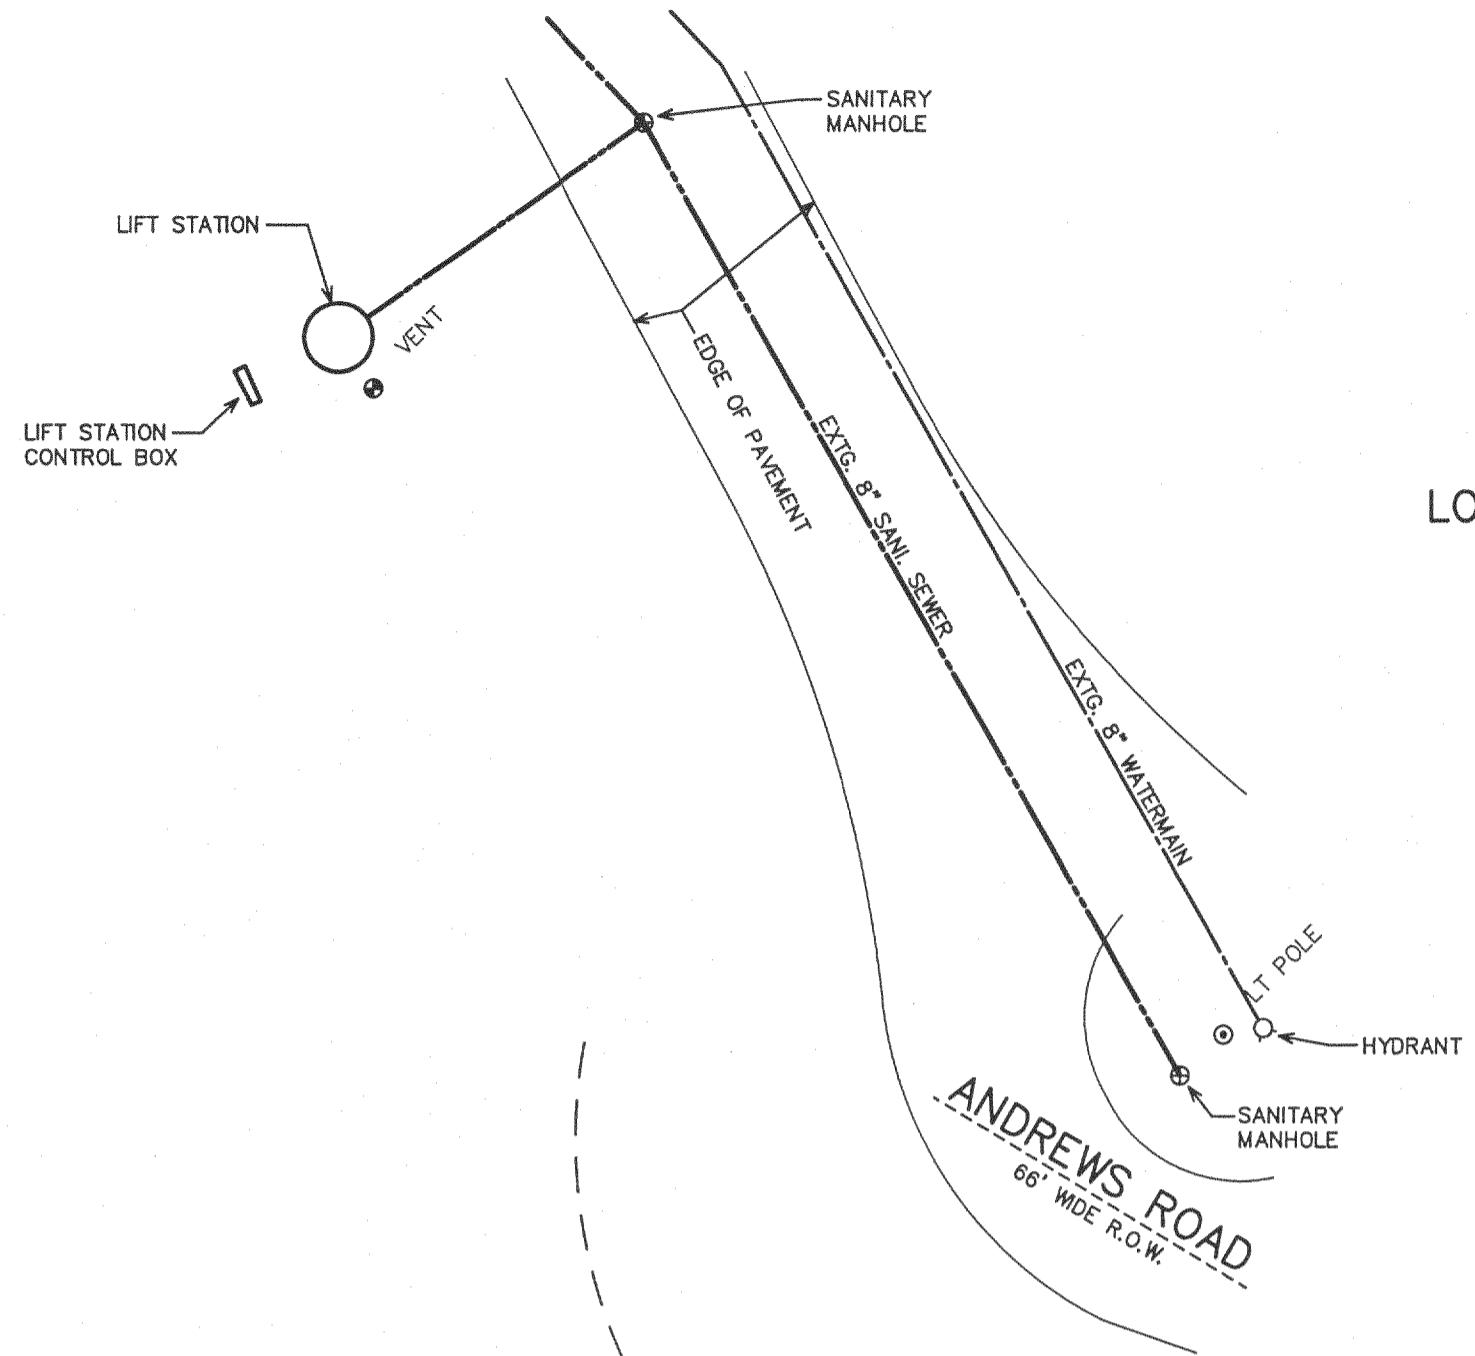 SANITARY
MANHOLE
LIFT STATION
VENT
EDGE OF PAVEMENT
LIFT STATION
CONTROL BOX
EXTG. 8" SANI. SEWER
LO
EXTG. 8" WATERMAIN
LT POLE
HYDRANT
SANITARY
MANHOLE
ANDREWS ROAD
66' WIDE R.O.W.